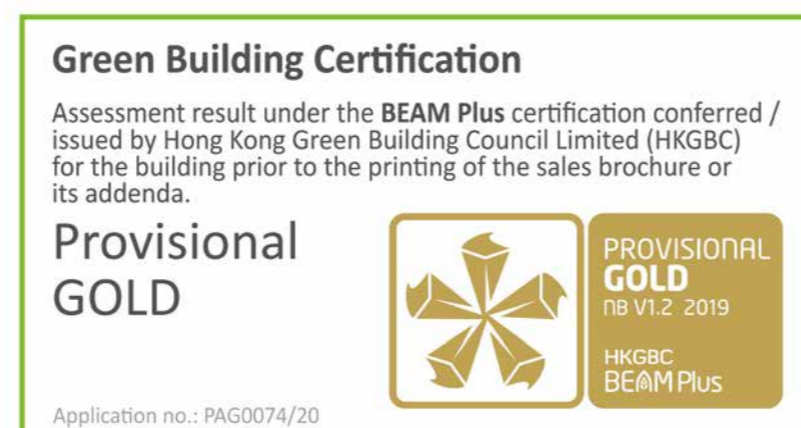 Green Building Certification
Assessment result under the BEAM Plus certification conferred /
issued by Hong Kong Green Building Council Limited (HKGBC)
for the building prior to the printing of the sales brochure or
its addenda.
Provisional
GOLD
PROVISIONAL
GOLD
NB V1.2 2019
HKGBC
BEAM Plus
Application no.: PAG0074/20